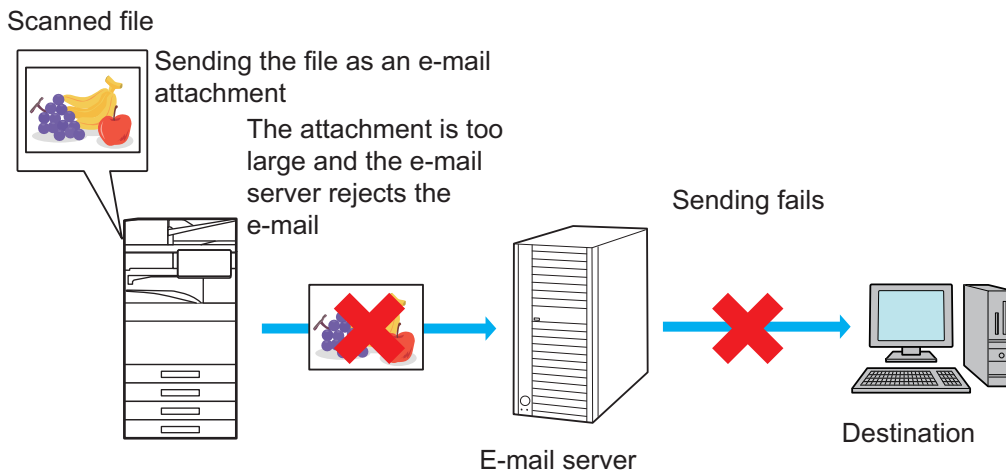 Scanned file
Sending the file as an e-mail
attachment
The attachment is too
large and the e-mail
server rejects the
e-mail
Sending fails
Destination
E-mail server